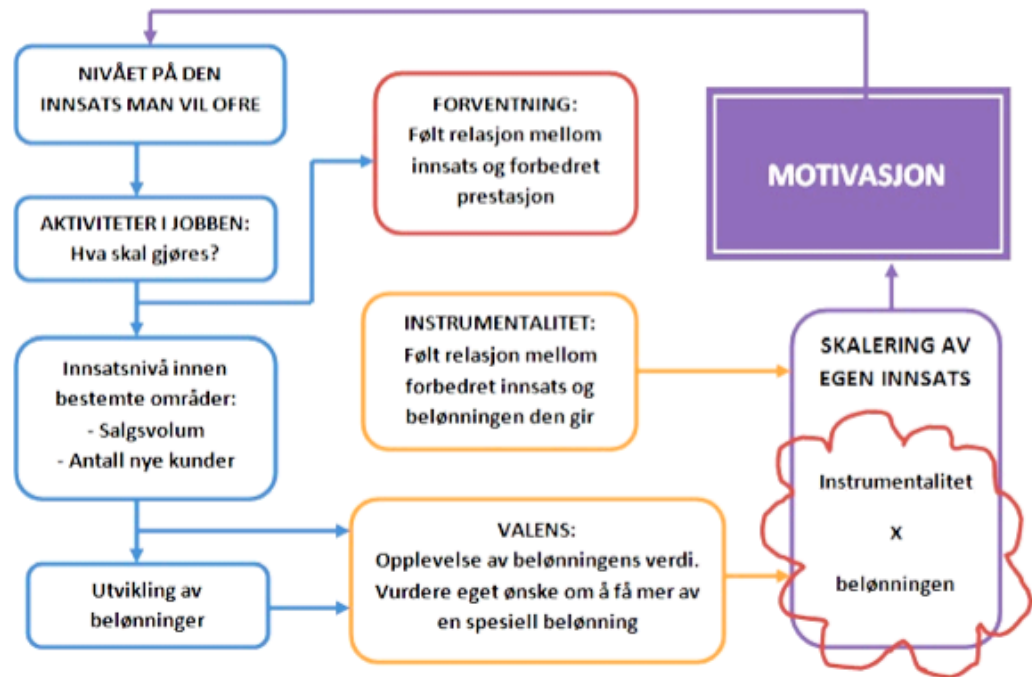 NIVÅET PÅ DEN
INNSATS MAN VIL OFRE
AKTIVITETER I JOBBEN:
Hva skal gjøres?
Innsatsnivå innen
bestemte områder:
- Salgsvolum
- Antall nye kunder
Utvikling av
belønninger
FORVENTNING:
Følt relasjon mellom
innsats og forbedret
prestasjon
INSTRUMENTALITET:
Følt relasjon mellom
forbedret innsats og
belønningen den gir
VALENS:
Opplevelse av belønningens verdi.
Vurdere eget ønske om å få mer av
en spesiell belønning
MOTIVASJON
SKALERING AV
EGEN INNSATS
Instrumentalitet
X
belønningen